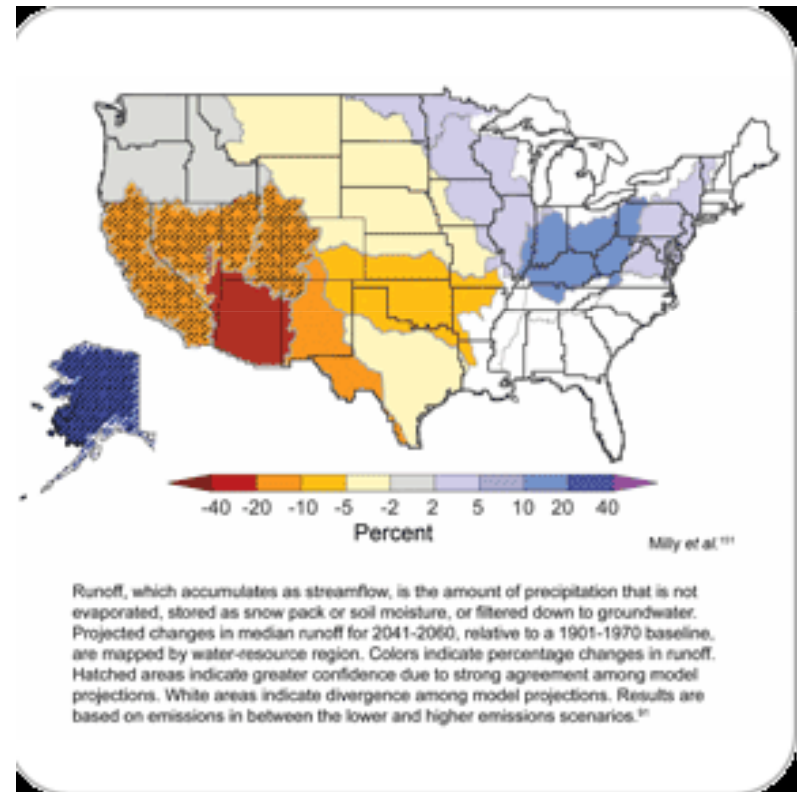 -40 -20 -10 -5 -2 2 5 10 20 40
Percent
Milly et al.¹⁵¹
Runoff, which accumulates as streamflow, is the amount of precipitation that is not
evaporated, stored as snow pack or soil moisture, or filtered down to groundwater.
Projected changes in median runoff for 2041-2060, relative to a 1901-1970 baseline,
are mapped by water-resource region. Colors indicate percentage changes in runoff.
Hatched areas indicate greater confidence due to strong agreement among model
projections. White areas indicate divergence among model projections. Results are
based on emissions in between the lower and higher emissions scenarios.⁹¹